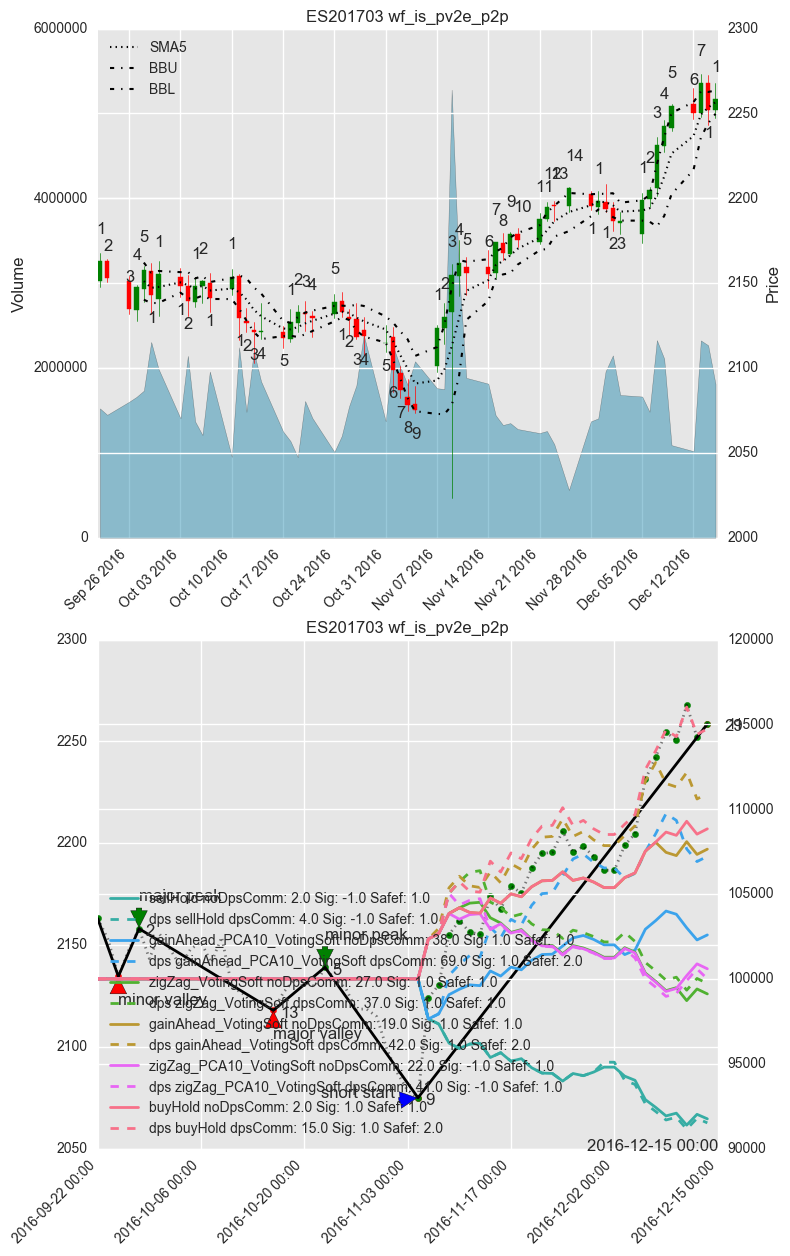 ES201703 wf_is_pv2e_p2p
6000000
4000000
2000000
0
Volume
SMA5
BBU
BBL
2300
2250
2200
2150
2100
2050
2000
Price
Sep 26 2016
Oct 03 2016
Oct 10 2016
Oct 17 2016
Oct 24 2016
Oct 31 2016
Nov 07 2016
Nov 14 2016
Nov 21 2016
Nov 28 2016
Dec 05 2016
Dec 12 2016
ES201703 wf_is_pv2e_p2p
2300
2250
2200
2150
2100
2050
120000
115000
110000
105000
100000
95000
90000
major peak
sellHold noDpsComm: 2.0 Sig: -1.0 Safef: 1.0
dps sellHold dpsComm: 4.0 Sig: -1.0 Safef: 1.0
minor peak
gainAhead_PCA10_VotingSoft noDpsComm: 38.0 Sig: 1.0 Safef: 1.0
dps gainAhead_PCA10_VotingSoft dpsComm: 69.0 Sig: 1.0 Safef: 2.0
zigZag_VotingSoft noDpsComm: 27.0 Sig: 1.0 Safef: 1.0
minor valley
dps zigZag_VotingSoft dpsComm: 37.0 Sig: 1.0 Safef: 1.0
13
gainAhead_VotingSoft noDpsComm: 19.0 Sig: 1.0 Safef: 1.0
major valley
dps gainAhead_VotingSoft dpsComm: 42.0 Sig: 1.0 Safef: 2.0
zigZag_PCA10_VotingSoft noDpsComm: 22.0 Sig: -1.0 Safef: 1.0
dps zigZag_PCA10_VotingSoft dpsComm: 41.0 Sig: -1.0 Safef: 1.0
short start
9
buyHold noDpsComm: 2.0 Sig: 1.0 Safef: 1.0
dps buyHold dpsComm: 15.0 Sig: 1.0 Safef: 2.0
2016-12-15 00:00
2016-09-22 00:00
2016-10-06 00:00
2016-10-20 00:00
2016-11-03 00:00
2016-11-17 00:00
2016-12-02 00:00
2016-12-15 00:00